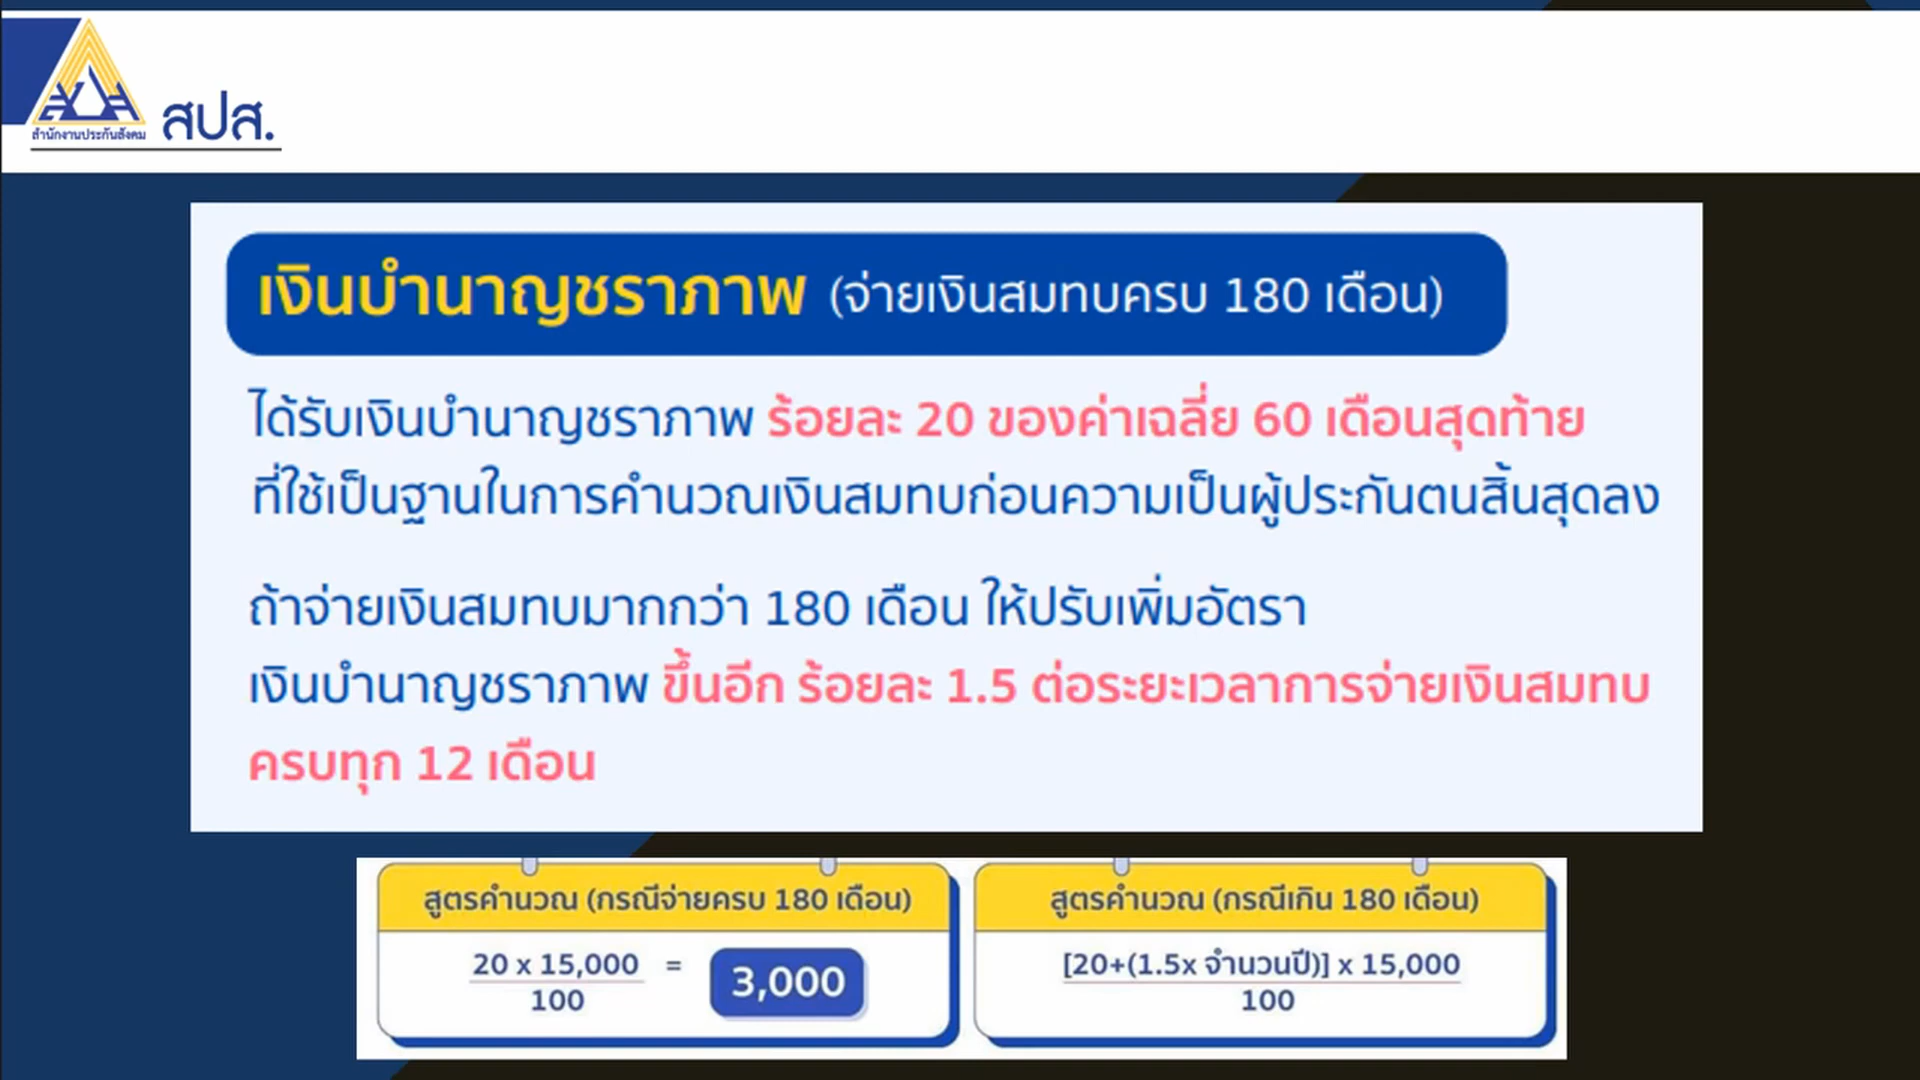 สำนักงานประกันสังคม
สปส.
เงินบำนาญชราภาพ (จ่ายเงินสมทบครบ 180 เดือน)
ได้รับเงินบำนาญชราภาพ ร้อยละ 20 ของค่าเฉลี่ย 60 เดือนสุดท้าย
ที่ใช้เป็นฐานในการคำนวณเงินสมทบก่อนความเป็นผู้ประกันตนสิ้นสุดลง
ถ้าจ่ายเงินสมทบมากกว่า 180 เดือน ให้ปรับเพิ่มอัตรา
เงินบำนาญชราภาพ ขึ้นอีก ร้อยละ 1.5 ต่อระยะเวลาการจ่ายเงินสมทบ
ครบทุก 12 เดือน
สูตรคำนวณ (กรณีจ่ายครบ 180 เดือน)
20 x 15,000
100
=
3,000
สูตรคำนวณ (กรณีเกิน 180 เดือน)
[20+(1.5x จำนวนปี)] x 15,000
100